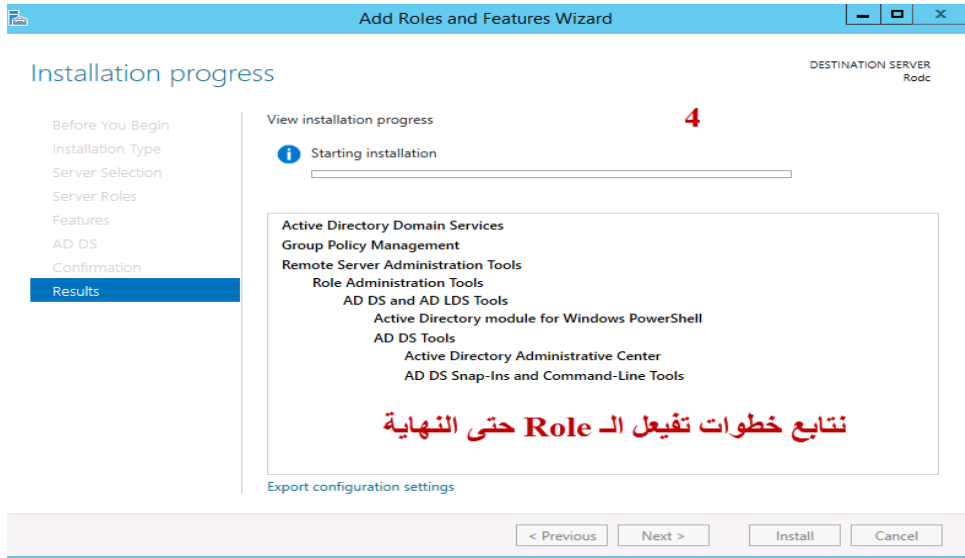 Add Roles and Features Wizard
Installation progress
DESTINATION SERVER
Rodc
Before You Begin
Installation Type
Server Selection
Server Roles
Features
AD DS
Confirmation
Results
View installation progress
4
Starting installation
Active Directory Domain Services
Group Policy Management
Remote Server Administration Tools
Role Administration Tools
AD DS and AD LDS Tools
Active Directory module for Windows PowerShell
AD DS Tools
Active Directory Administrative Center
AD DS Snap-Ins and Command-Line Tools
نتابع خطوات تفيعل الـ Role حتى النهاية
Export configuration settings
< Previous
Next >
Install
Cancel